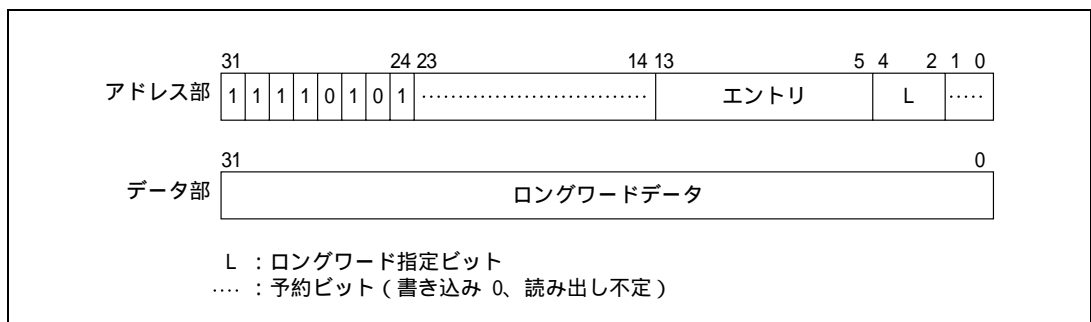 31 24 23 14 13 5 4 2 1 0
アドレス部 1 1 1 1 0 1 0 1 ‥‥‥‥‥‥‥‥‥‥ エントリ L ‥‥
31 0
データ部 ロングワードデータ
L :ロングワード指定ビット
‥‥ :予約ビット(書き込み 0、読み出し不定)